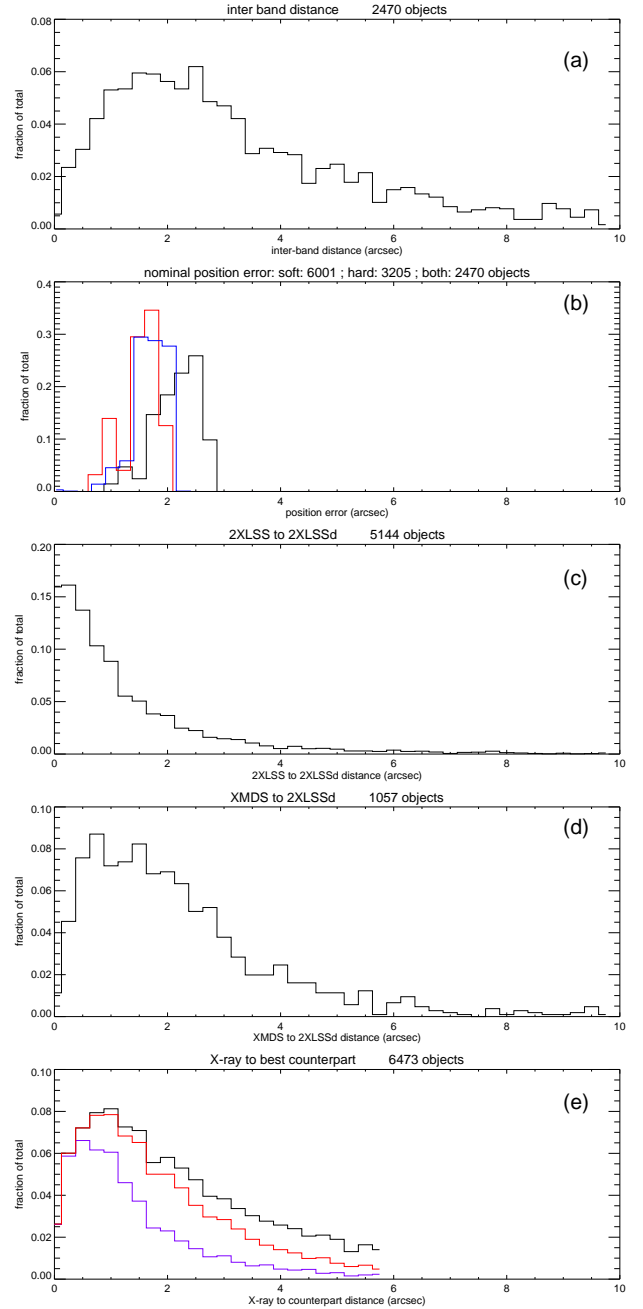 inter band distance 2470 objects
(a)
fraction of total
0.08
0.06
0.04
0.02
0.00
0 2 4 6 8 10
inter-band distance (arcsec)
nominal position error: soft: 6001 ; hard: 3205 ; both: 2470 objects
(b)
fraction of total
0.4
0.3
0.2
0.1
0.0
0 2 4 6 8 10
position error (arcsec)
2XLSS to 2XLSSd 5144 objects
(c)
fraction of total
0.20
0.15
0.10
0.05
0.00
0 2 4 6 8 10
2XLSS to 2XLSSd distance (arcsec)
XMDS to 2XLSSd 1057 objects
(d)
fraction of total
0.10
0.08
0.06
0.04
0.02
0.00
0 2 4 6 8 10
XMDS to 2XLSSd distance (arcsec)
X-ray to best counterpart 6473 objects
(e)
fraction of total
0.10
0.08
0.06
0.04
0.02
0.00
0 2 4 6 8 10
X-ray to counterpart distance (arcsec)